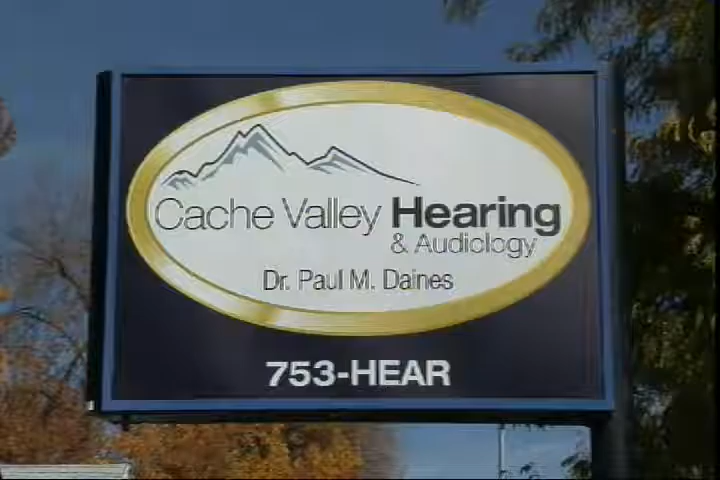 Cache Valley Hearing
& Audiology
Dr. Paul M. Daines
753-HEAR